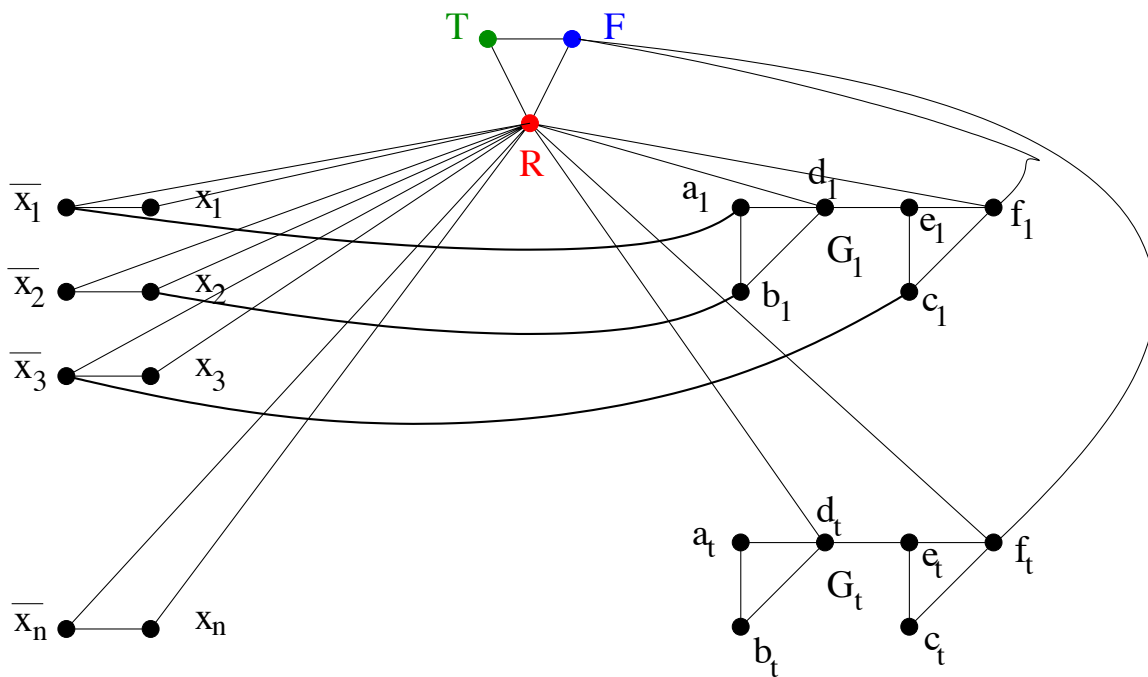 T F
R
x̅₁ x₁ a₁ d₁ e₁ f₁
G₁
x̅₂ x₂ b₁ c₁
x̅₃ x₃
aₜ dₜ eₜ fₜ
Gₜ
x̅ₙ xₙ bₜ cₜ